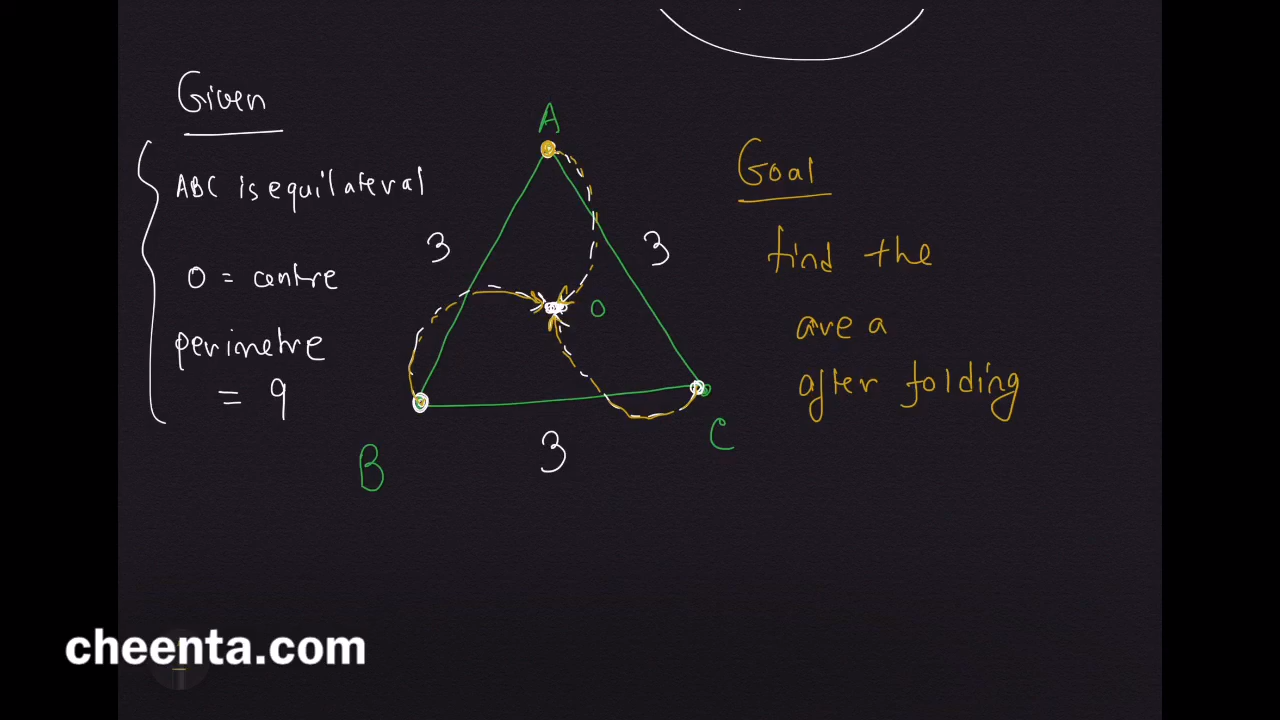 Given
ABC is equilateral
O = centre
perimetre
= 9
A
3
3
O
B
3
C
Goal
find the
area
after folding
cheenta.com